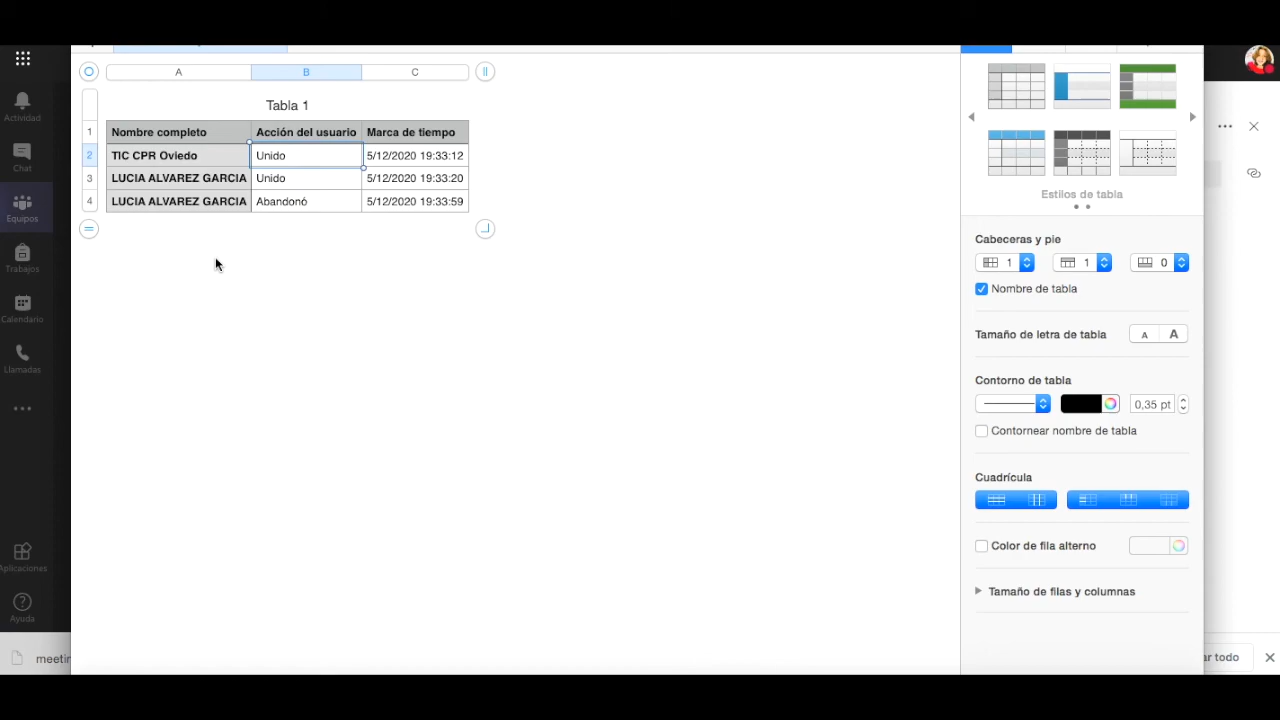 Actividad
Chat
Equipos
Trabajos
Calendario
Llamadas
Aplicaciones
Ayuda
A B C
Tabla 1
1 Nombre completo Acción del usuario Marca de tiempo
2 TIC CPR Oviedo Unido 5/12/2020 19:33:12
3 LUCIA ALVAREZ GARCIA Unido 5/12/2020 19:33:20
4 LUCIA ALVAREZ GARCIA Abandonó 5/12/2020 19:33:59
Estilos de tabla
Cabeceras y pie
1 1 0
Nombre de tabla
Tamaño de letra de tabla A A
Contorno de tabla
0,35 pt
Contornear nombre de tabla
Cuadrícula
Color de fila alterno
Tamaño de filas y columnas
meetin
ar todo